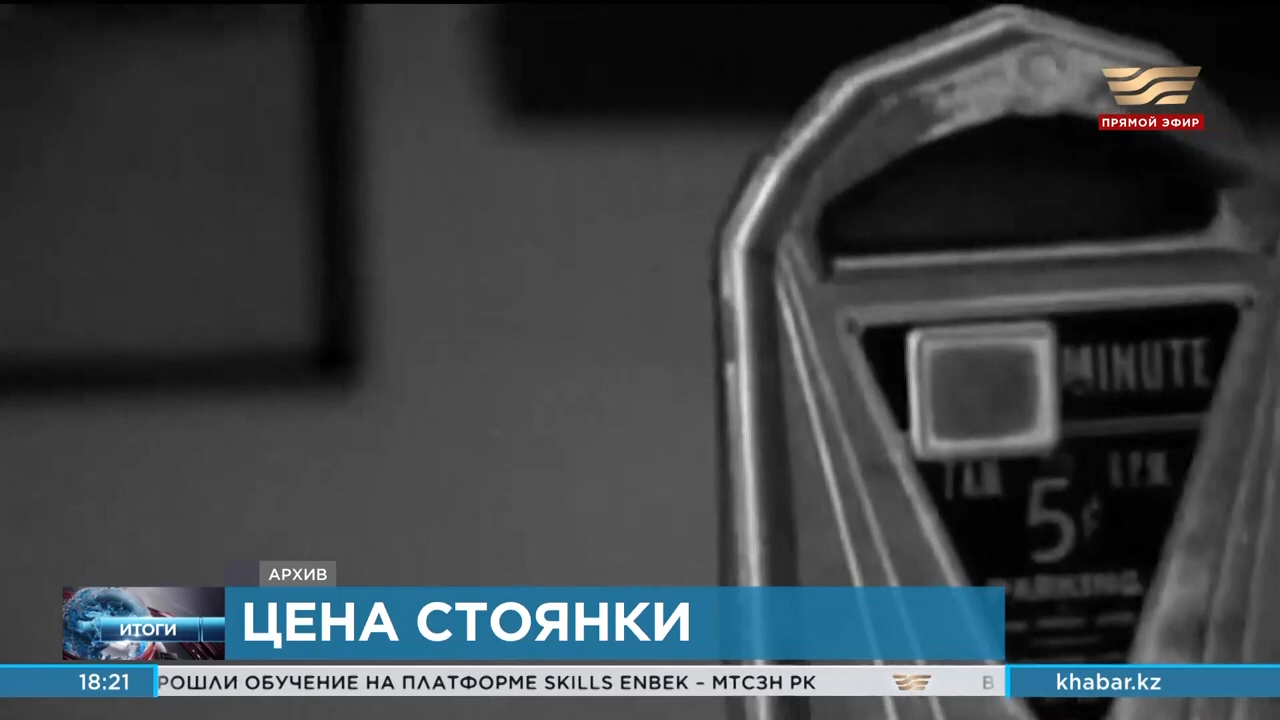 ПРЯМОЙ ЭФИР
MINUTE
5¢
АРХИВ
ИТОГИ
ЦЕНА СТОЯНКИ
18:21
РОШЛИ ОБУЧЕНИЕ НА ПЛАТФОРМЕ SKILLS ENBEK – МТСЗН РК
В
khabar.kz